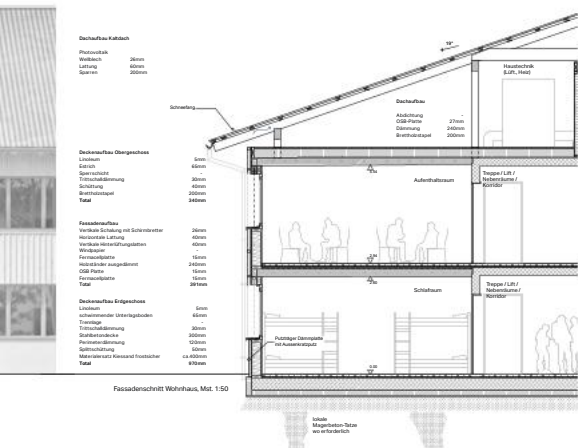 Dachaufbau Kaltdach
Photovoltaik
Wellblech 26mm
Lattung 60mm
Sparren 200mm
Schneefang
19°
Haustechnik
(Lüft, Heiz)
Dachaufbau
Abdichtung -
OSB-Platte 27mm
Dämmung 240mm
Brettholzstapel 200mm
Deckenaufbau Obergeschoss
Linoleum 5mm
Estrich 65mm
Sperrschicht -
Trittschalldämmung 30mm
Schüttung 40mm
Brettholzstapel 200mm
Total 340mm
Aufenthaltsraum
Treppe / Lift /
Nebenräume /
Korridor
Fassadenaufbau
Vertikale Schalung mit Schirmbretter 26mm
Horizontale Lattung 40mm
Vertikale Hinterlüftungslatten 40mm
Windpapier -
Fermacellplatte 15mm
Holzständer ausgedämmt 240mm
OSB Platte 15mm
Fermacellplatte 15mm
Total 391mm
Schlafraum
Treppe / Lift /
Nebenräume /
Korridor
Deckenaufbau Erdgeschoss
Linoleum 5mm
schwimmender Unterlagsboden 65mm
Trennlage -
Trittschalldämmung 30mm
Stahlbetondecke 200mm
Perimeterdämmung 120mm
Splittschüttung 50mm
Materialersatz Kiessand frostsicher ca.400mm
Total 870mm
Putzträger Dämmplatte
mit Aussenkratzputz
Fassadenschnitt Wohnhaus, Mst. 1:50
lokale
Magerbeton-Tatze
wo erforderlich